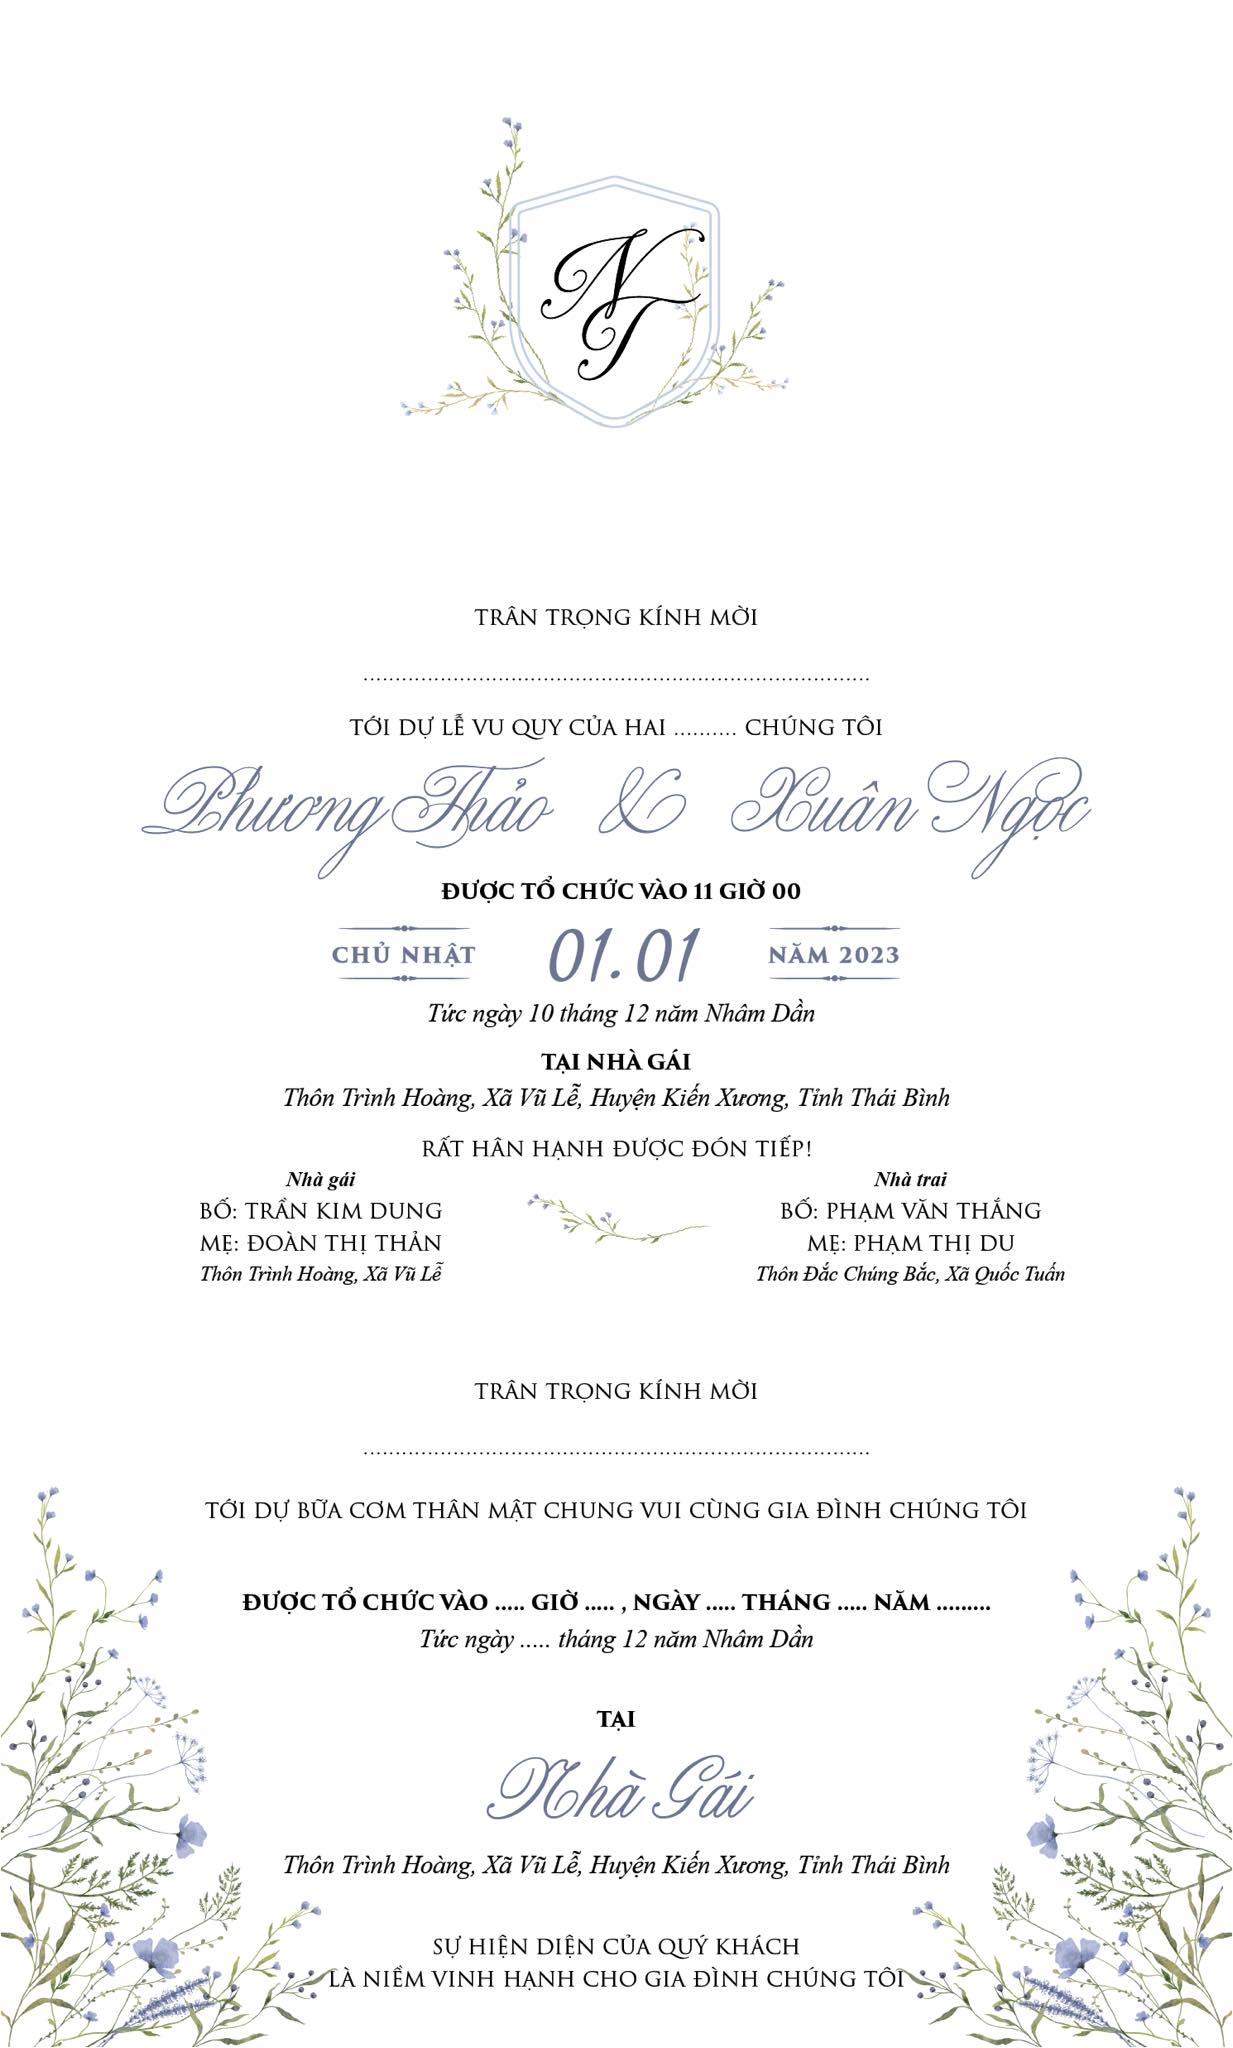 N
T
TRÂN TRỌNG KÍNH MỜI
................................................................................
TỚI DỰ LỄ VU QUY CỦA HAI .......... CHÚNG TÔI
Phương Thảo & Xuân Ngọc
ĐƯỢC TỔ CHỨC VÀO 11 GIỜ 00
CHỦ NHẬT 01.01 NĂM 2023
Tức ngày 10 tháng 12 năm Nhâm Dần
TẠI NHÀ GÁI
Thôn Trình Hoàng, Xã Vũ Lễ, Huyện Kiến Xương, Tỉnh Thái Bình
RẤT HÂN HẠNH ĐƯỢC ĐÓN TIẾP!
Nhà gái
BỐ: TRẦN KIM DUNG
MẸ: ĐOÀN THỊ THẢN
Thôn Trình Hoàng, Xã Vũ Lễ
Nhà trai
BỐ: PHẠM VĂN THẮNG
MẸ: PHẠM THỊ DU
Thôn Đắc Chúng Bắc, Xã Quốc Tuấn
TRÂN TRỌNG KÍNH MỜI
................................................................................
TỚI DỰ BỮA CƠM THÂN MẬT CHUNG VUI CÙNG GIA ĐÌNH CHÚNG TÔI
ĐƯỢC TỔ CHỨC VÀO ..... GIỜ ..... , NGÀY ..... THÁNG ..... NĂM .........
Tức ngày ..... tháng 12 năm Nhâm Dần
TẠI
Nhà Gái
Thôn Trình Hoàng, Xã Vũ Lễ, Huyện Kiến Xương, Tỉnh Thái Bình
SỰ HIỆN DIỆN CỦA QUÝ KHÁCH
LÀ NIỀM VINH HẠNH CHO GIA ĐÌNH CHÚNG TÔI